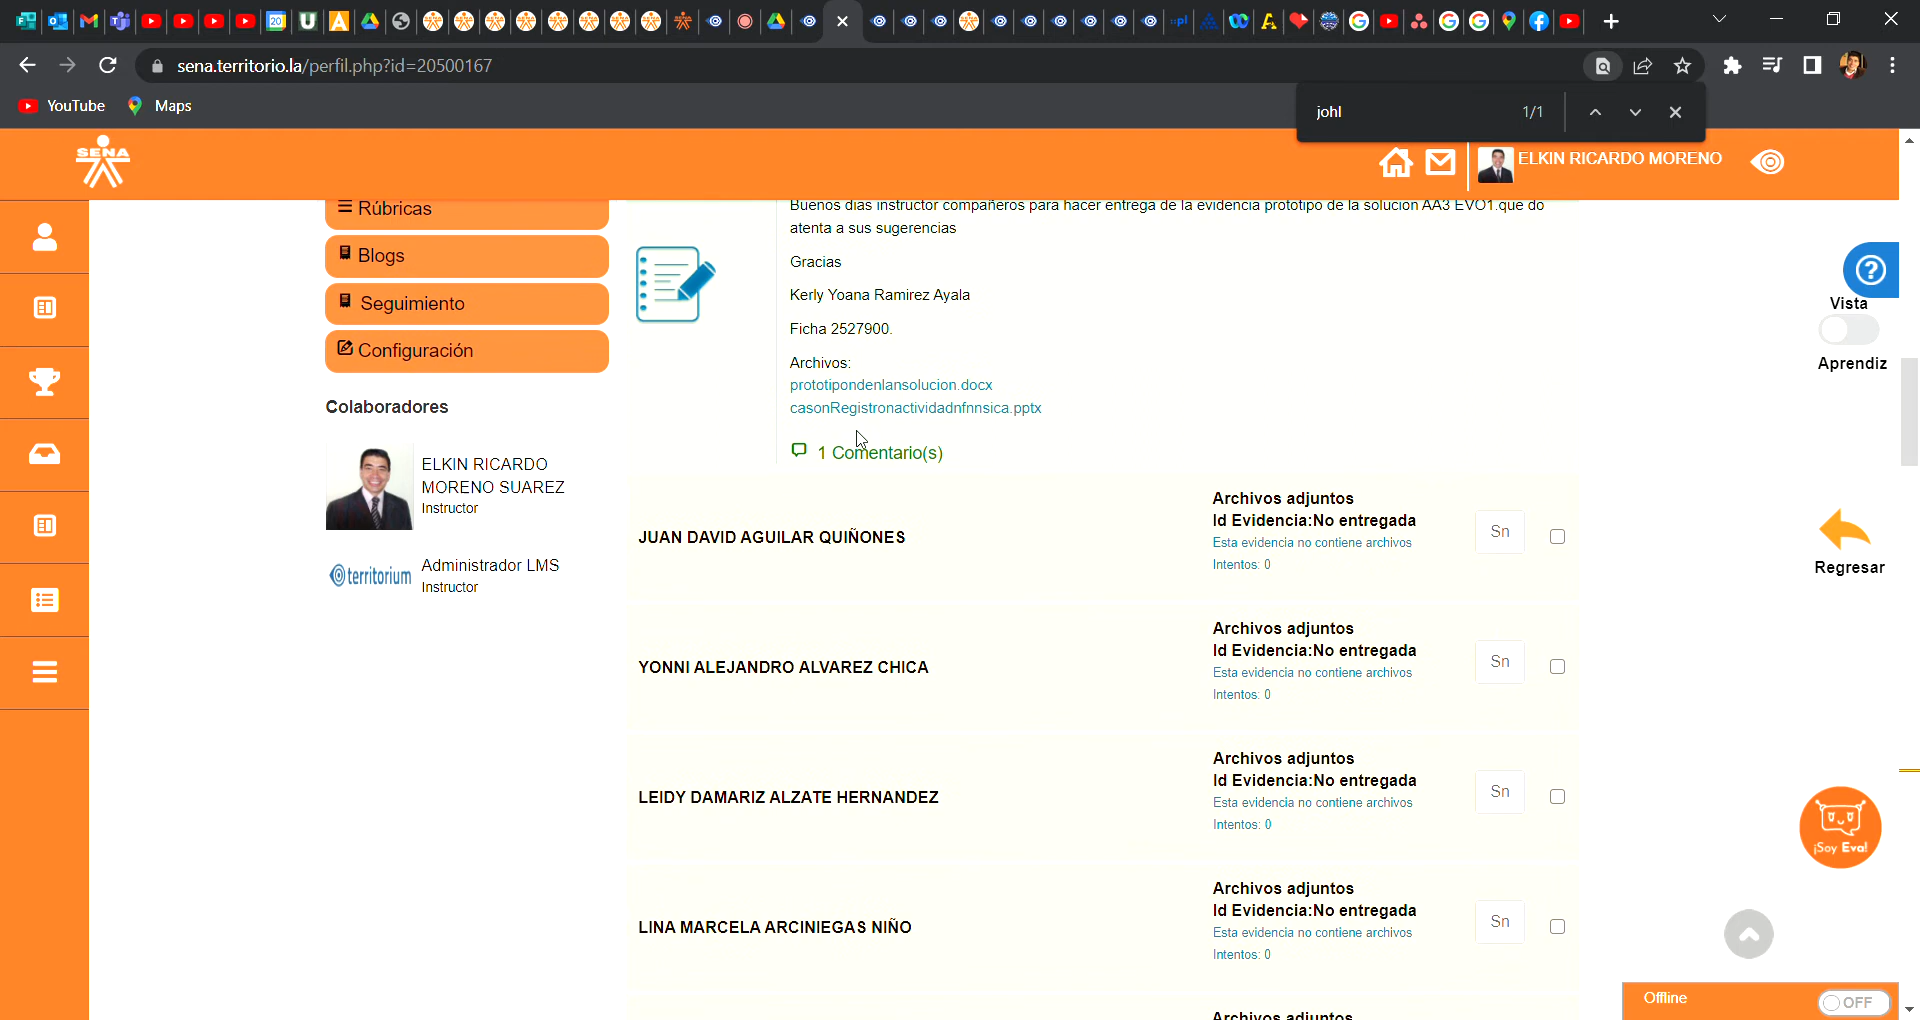 sena.territorio.la/perfil.php?id=20500167
YouTube
Maps
johl
1/1
SENA
ELKIN RICARDO MORENO
Rúbricas
Blogs
Seguimiento
Configuración
Colaboradores
ELKIN RICARDO
MORENO SUAREZ
Instructor
territorium
Administrador LMS
Instructor
Buenos días instructor compañeros para hacer entrega de la evidencia prototipo de la solución AA3 EVO1.que do
atenta a sus sugerencias
Gracias
Kerly Yoana Ramirez Ayala
Ficha 2527900.
Archivos:
prototipondenlansolucion.docx
casonRegistronactividadnfnnsica.pptx
1 Comentario(s)
JUAN DAVID AGUILAR QUIÑONES
Archivos adjuntos
Id Evidencia:No entregada
Esta evidencia no contiene archivos
Intentos: 0
Sn
YONNI ALEJANDRO ALVAREZ CHICA
Archivos adjuntos
Id Evidencia:No entregada
Esta evidencia no contiene archivos
Intentos: 0
Sn
LEIDY DAMARIZ ALZATE HERNANDEZ
Archivos adjuntos
Id Evidencia:No entregada
Esta evidencia no contiene archivos
Intentos: 0
Sn
LINA MARCELA ARCINIEGAS NIÑO
Archivos adjuntos
Id Evidencia:No entregada
Esta evidencia no contiene archivos
Intentos: 0
Sn
Archivos adjuntos
Vista
Aprendiz
Regresar
¡Soy Eva!
Offline
OFF